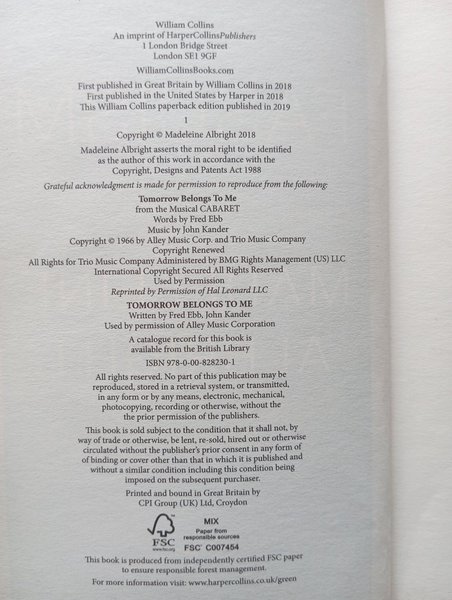 William Collins
An imprint of HarperCollinsPublishers
1 London Bridge Street
London SE1 9GF
WilliamCollinsBooks.com
First published in Great Britain by William Collins in 2018
First published in the United States by Harper in 2018
This William Collins paperback edition published in 2019
1
Copyright © Madeleine Albright 2018
Madeleine Albright asserts the moral right to be identified
as the author of this work in accordance with the
Copyright, Designs and Patents Act 1988
Grateful acknowledgment is made for permission to reproduce from the following:
Tomorrow Belongs To Me
from the Musical CABARET
Words by Fred Ebb
Music by John Kander
Copyright © 1966 by Alley Music Corp. and Trio Music Company
Copyright Renewed
All Rights for Trio Music Company Administered by BMG Rights Management (US) LLC
International Copyright Secured All Rights Reserved
Used by Permission
Reprinted by Permission of Hal Leonard LLC
TOMORROW BELONGS TO ME
Written by Fred Ebb, John Kander
Used by permission of Alley Music Corporation
A catalogue record for this book is
available from the British Library
ISBN 978-0-00-828230-1
All rights reserved. No part of this publication may be
reproduced, stored in a retrieval system, or transmitted,
in any form or by any means, electronic, mechanical,
photocopying, recording or otherwise, without the
the prior permission of the publishers.
This book is sold subject to the condition that it shall not, by
way of trade or otherwise, be lent, re-sold, hired out or otherwise
circulated without the publisher's prior consent in any form of
of binding or cover other than that in which it is published and
without a similar condition including this condition being
imposed on the subsequent purchaser.
Printed and bound in Great Britain by
CPI Group (UK) Ltd, Croydon
FSC
www.fsc.org
MIX
Paper from
responsible sources
FSC C007454
This book is produced from independently certified FSC paper
to ensure responsible forest management.
For more information visit: www.harpercollins.co.uk/green